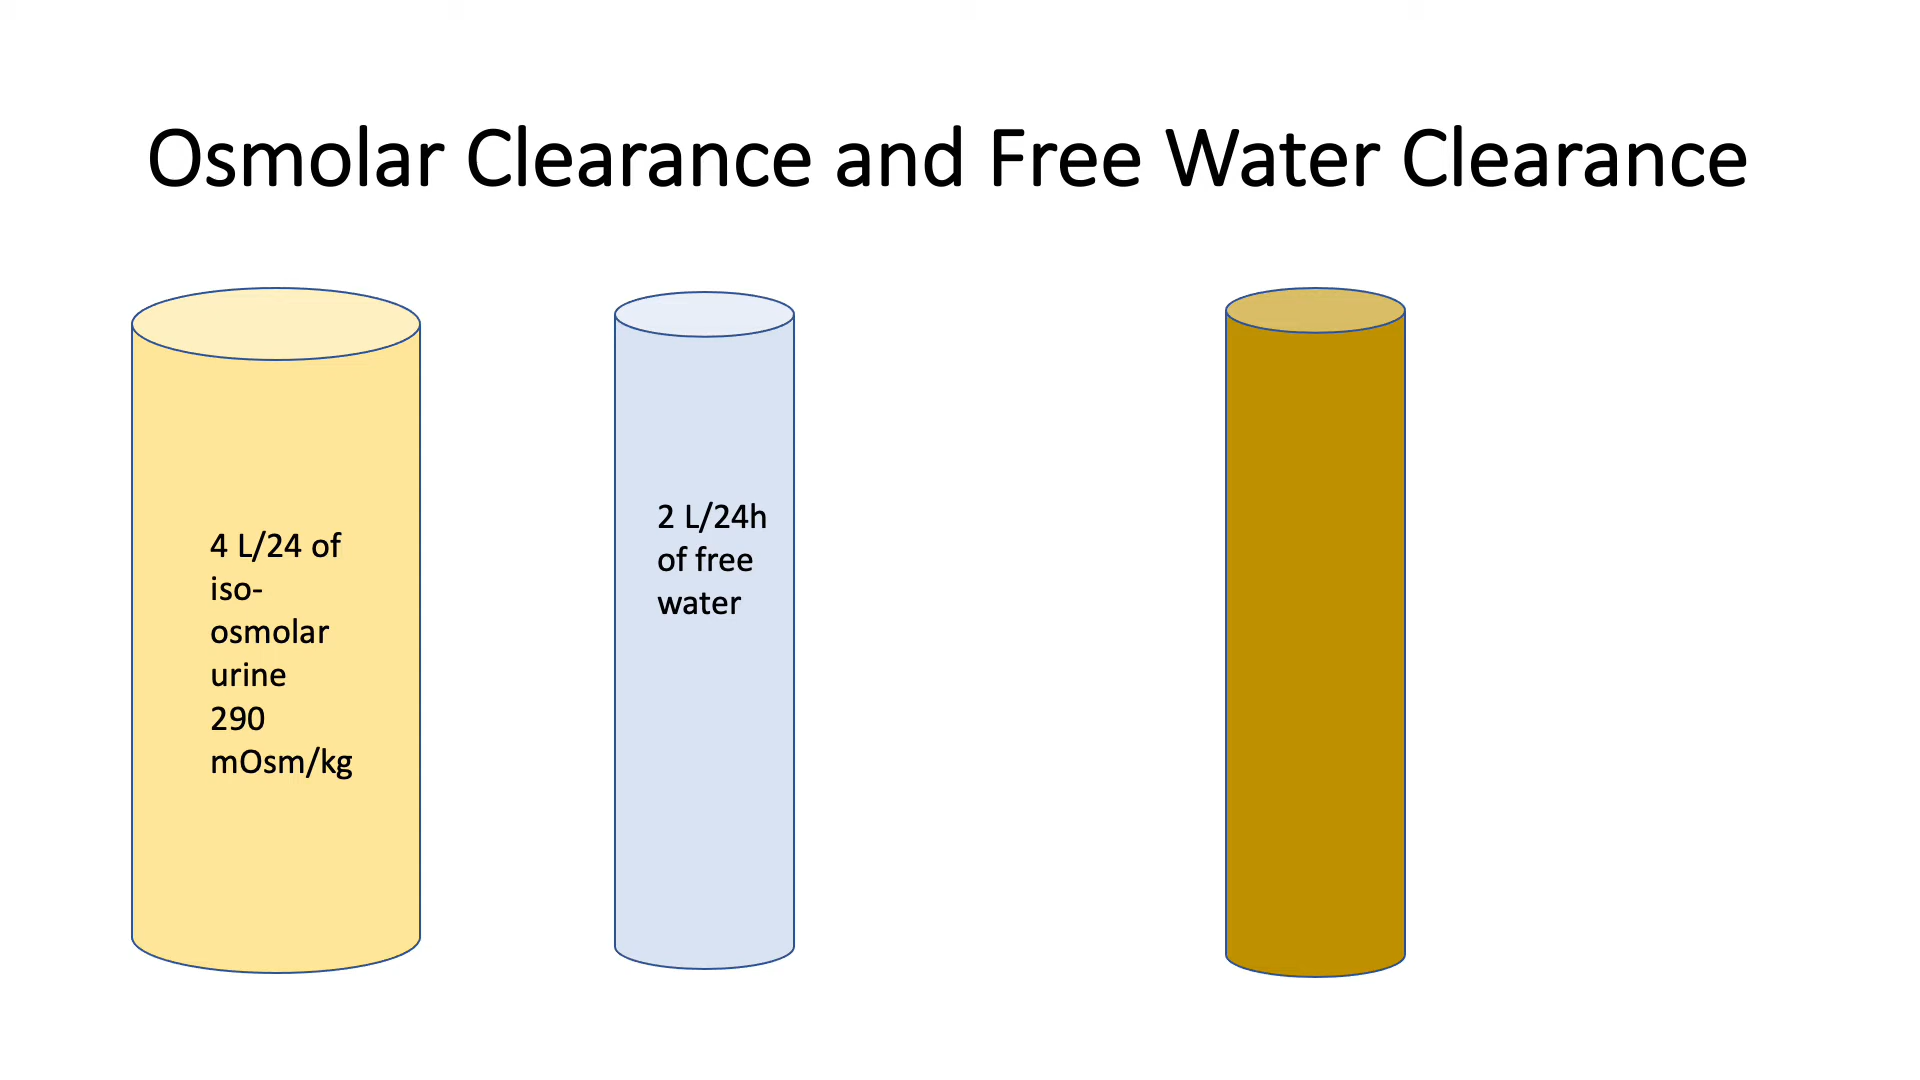 Osmolar Clearance and Free Water Clearance
4 L/24 of
iso-
osmolar
urine
290
mOsm/kg
2 L/24h
of free
water